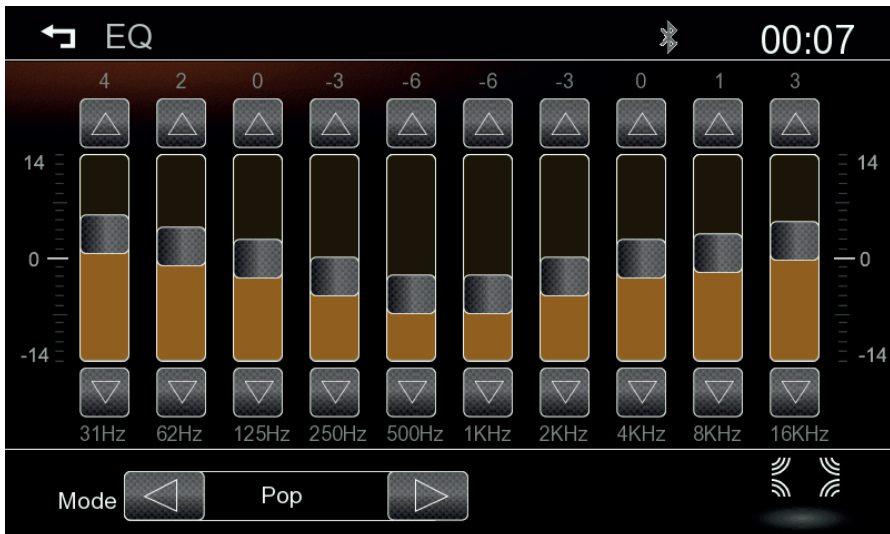 EQ 00:07
4 2 0 -3 -6 -6 -3 0 1 3
14 14
0 0
-14 -14
31Hz 62Hz 125Hz 250Hz 500Hz 1KHz 2KHz 4KHz 8KHz 16KHz
Mode Pop